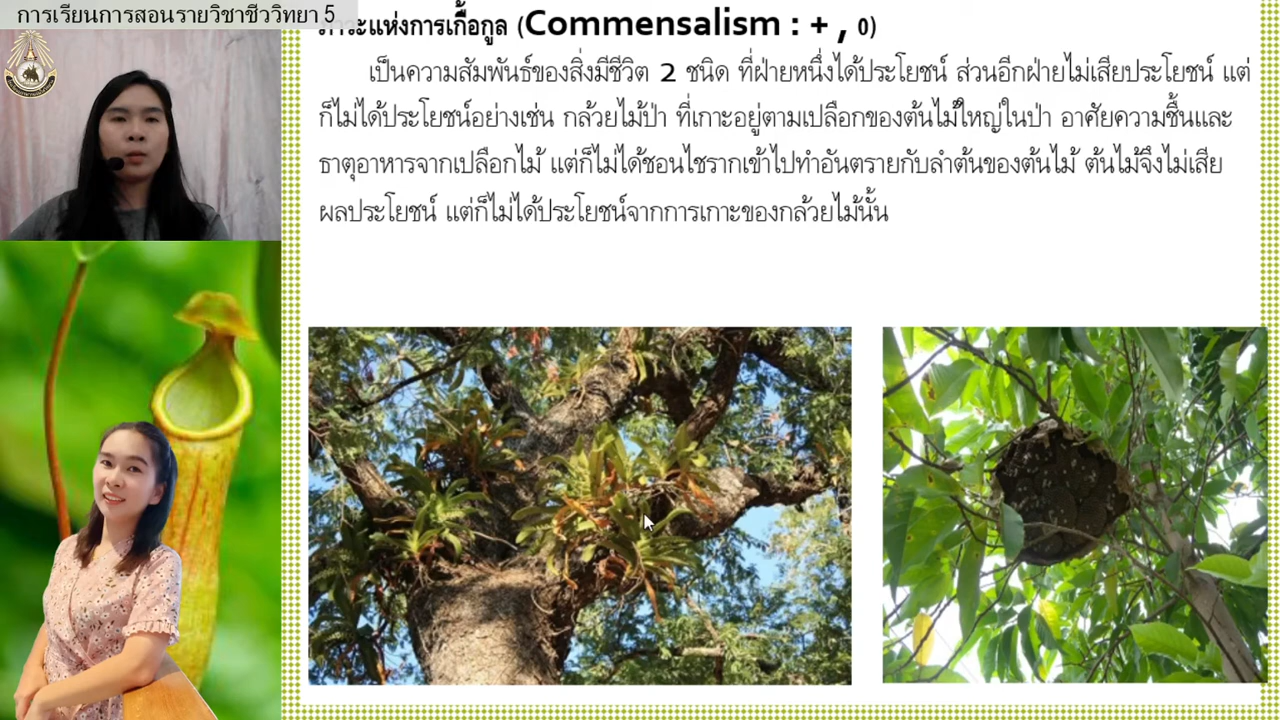 การเรียนการสอนรายวิชาชีววิทยา 5
ภาวะแห่งการเกื้อกูล (Commensalism : + , 0)
เป็นความสัมพันธ์ของสิ่งมีชีวิต 2 ชนิด ที่ฝ่ายหนึ่งได้ประโยชน์ ส่วนอีกฝ่ายไม่เสียประโยชน์ แต่
ก็ไม่ได้ประโยชน์อย่างเช่น กล้วยไม้ป่า ที่เกาะอยู่ตามเปลือกของต้นไม้ใหญ่ในป่า อาศัยความชื้นและ
ธาตุอาหารจากเปลือกไม้ แต่ก็ไม่ได้ชอนไชรากเข้าไปทำอันตรายกับลำต้นของต้นไม้ ต้นไม้จึงไม่เสีย
ผลประโยชน์ แต่ก็ไม่ได้ประโยชน์จากการเกาะของกล้วยไม้นั้น